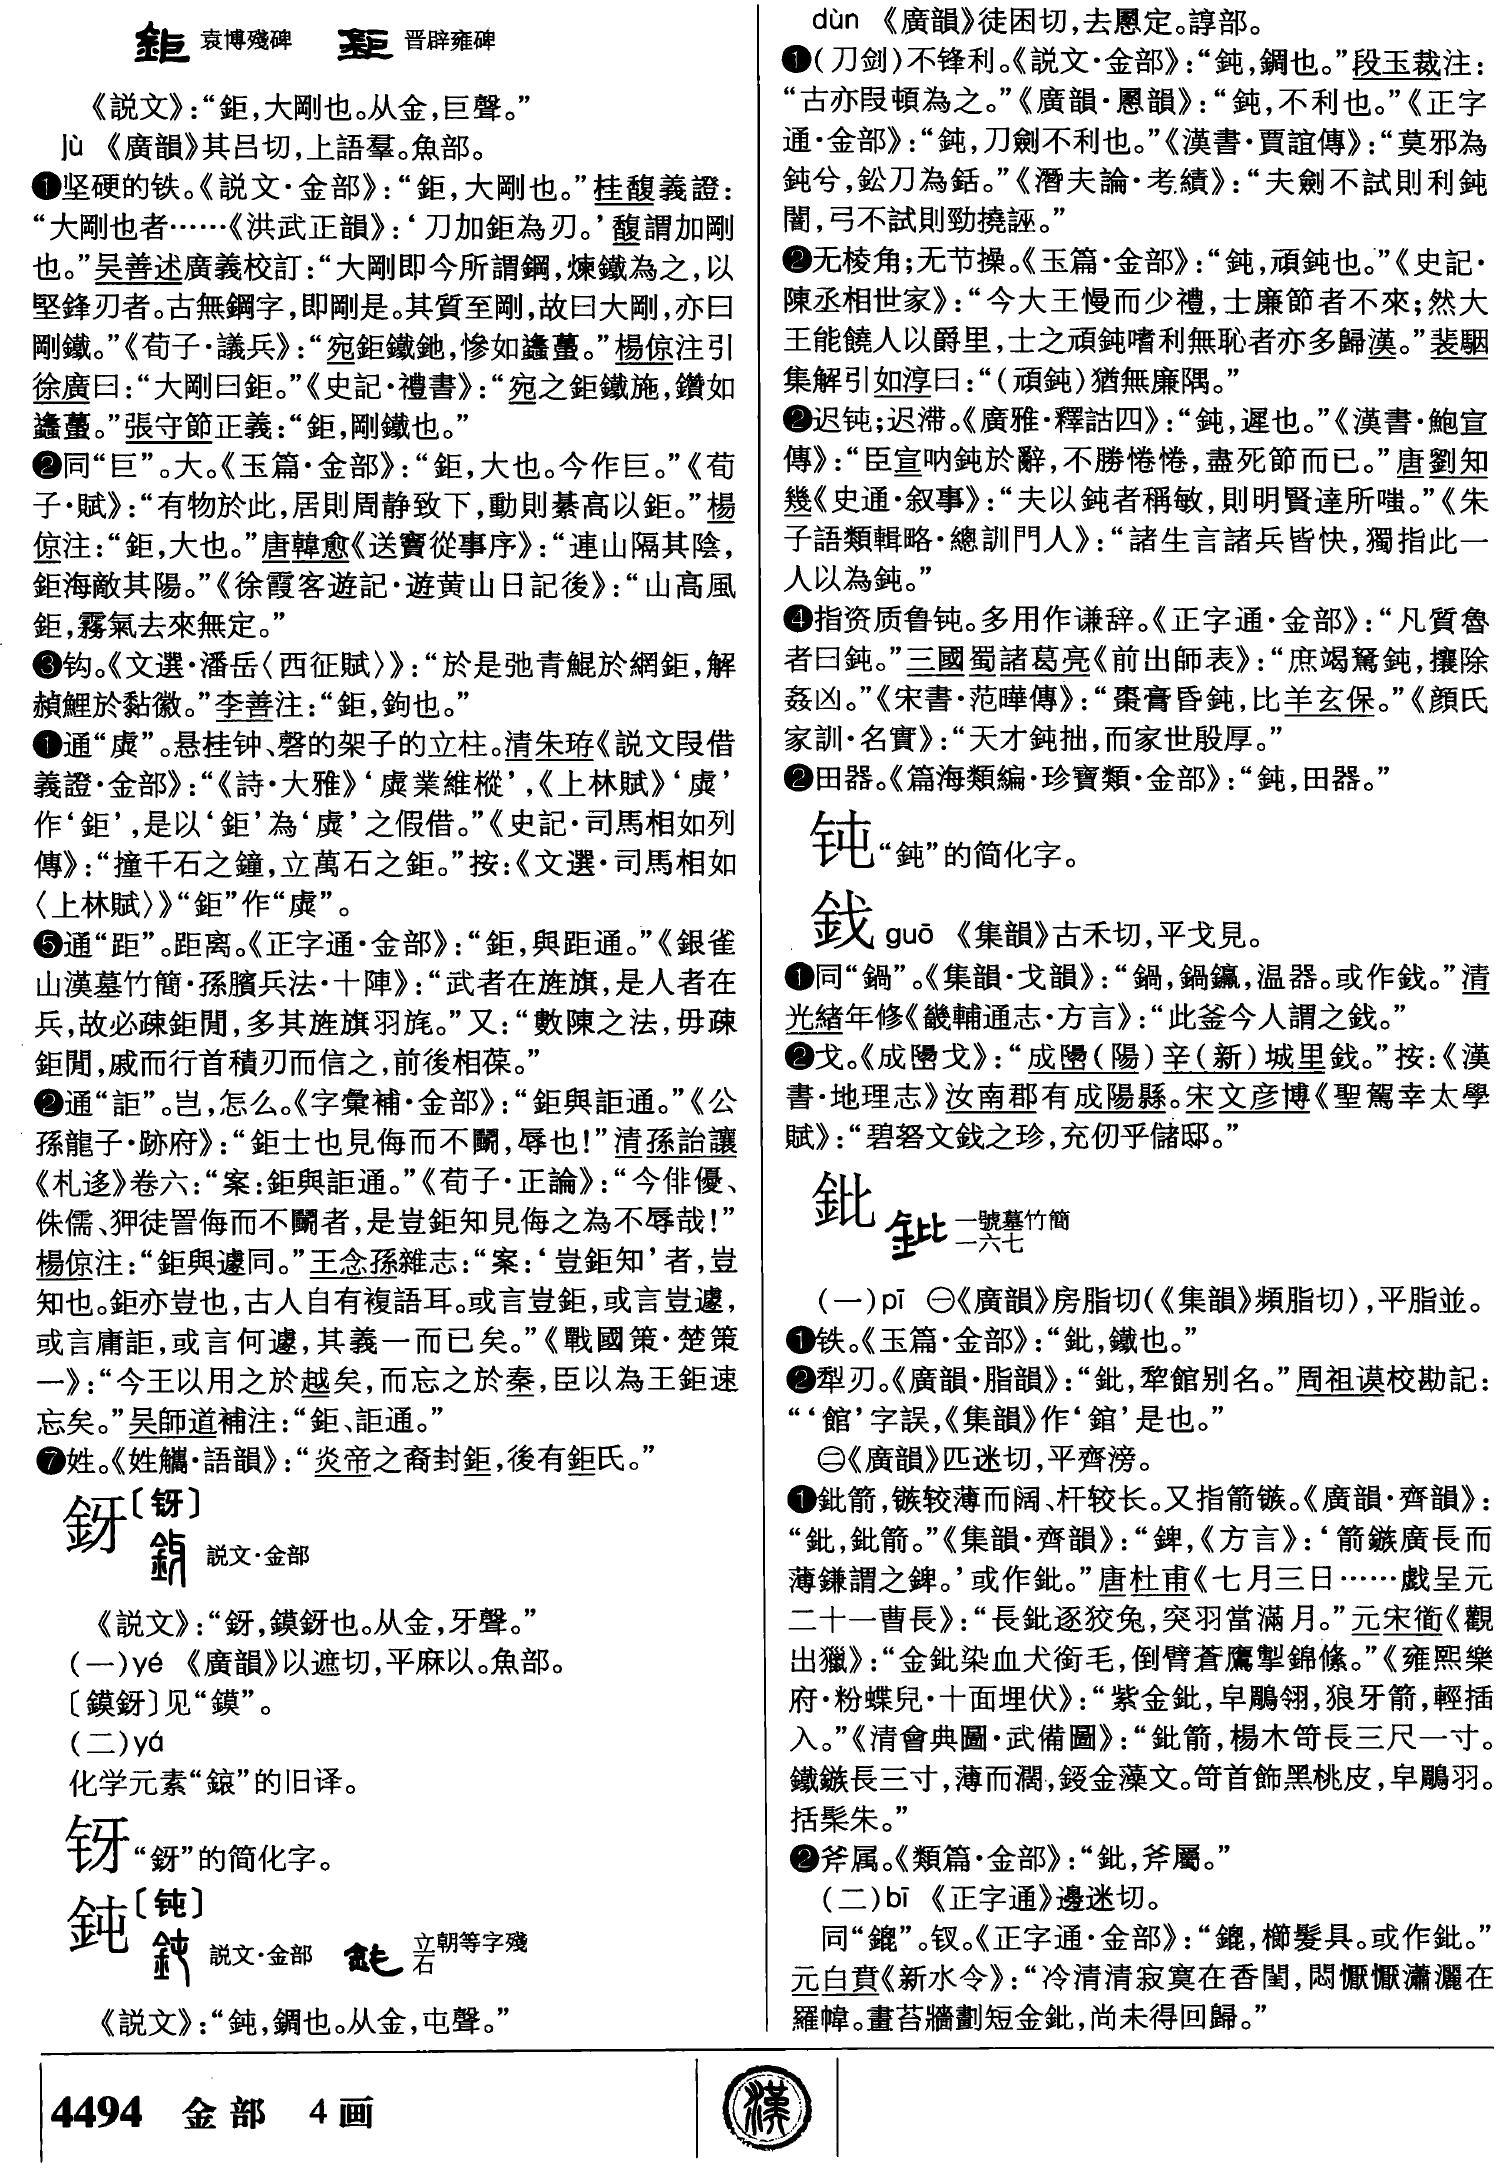 袁博殘碑 晋辟雍碑
《説文》：“鉅，大剛也。从金，巨聲。”
jù 《廣韻》其呂切，上語羣。魚部。
❶坚硬的铁。《説文·金部》：“鉅，大剛也。”桂馥義證：
“大剛也者……《洪武正韻》：‘刀加鉅為刃。’馥謂加剛
也。”吴善述廣義校訂：“大剛即今所謂鋼，煉鐵為之，以
堅鋒刃者。古無鋼字，即剛是。其質至剛，故曰大剛，亦曰
剛鐵。”《荀子·議兵》：“宛鉅鐵釶，慘如蠭蠆。”楊倞注引
徐廣曰：“大剛曰鉅。”《史記·禮書》：“宛之鉅鐵施，鑽如
蠭蠆。”張守節正義：“鉅，剛鐵也。”
❷同“巨”。大。《玉篇·金部》：“鉅，大也。今作巨。”《荀
子·賦》：“有物於此，居則周静致下，動則綦高以鉅。”楊
倞注：“鉅，大也。”唐韓愈《送竇從事序》：“連山隔其陰，
鉅海敵其陽。”《徐霞客遊記·遊黄山日記後》：“山高風
鉅，霧氣去來無定。”
❸钩。《文選·潘岳〈西征賦〉》：“於是弛青鯤於網鉅，解
赬鯉於黏徽。”李善注：“鉅，鉤也。”
❶通“虡”。悬挂钟、磬的架子的立柱。清朱珔《説文叚借
義證·金部》：“《詩·大雅》‘虡業維樅’，《上林賦》‘虡’
作‘鉅’，是以‘鉅’為‘虡’之假借。”《史記·司馬相如列
傳》：“撞千石之鐘，立萬石之鉅。”按：《文選·司馬相如
〈上林賦〉》“鉅”作“虡”。
❺通“距”。距离。《正字通·金部》：“鉅，與距通。”《銀雀
山漢墓竹簡·孫臏兵法·十陣》：“武者在旌旗，是人者在
兵，故必疎鉅閒，多其旌旗羽旄。”又：“數陳之法，毋疎
鉅閒，戚而行首積刃而信之，前後相葆。”
❷通“詎”。岂，怎么。《字彙補·金部》：“鉅與詎通。”《公
孫龍子·跡府》：“鉅士也見侮而不鬭，辱也！”清孫詒讓
《札迻》卷六：“案：鉅與詎通。”《荀子·正論》：“今俳優、
侏儒、狎徒詈侮而不鬭者，是豈鉅知見侮之為不辱哉！”
楊倞注：“鉅與遽同。”王念孫雜志：“案：‘豈鉅知’者，豈
知也。鉅亦豈也，古人自有複語耳。或言豈鉅，或言豈遽，
或言庸詎，或言何遽，其義一而已矣。”《戰國策·楚策
一》：“今王以用之於越矣，而忘之於秦，臣以為王鉅速
忘矣。”吴師道補注：“鉅、詎通。”
❼姓。《姓觿·語韻》：“炎帝之裔封鉅，後有鉅氏。”
釾〔铘〕
説文·金部
《説文》：“釾，鏌釾也。从金，牙聲。”
（一）yé 《廣韻》以遮切，平麻以。魚部。
〔鏌釾〕见“鏌”。
（二）yá
化学元素“鎄”的旧译。
“釾”的简化字。
鈍〔钝〕
説文·金部 立朝等字殘石
《説文》：“鈍，錭也。从金，屯聲。”
dùn 《廣韻》徒困切，去慁定。諄部。
❶（刀剑）不锋利。《説文·金部》：“鈍，錭也。”段玉裁注：
“古亦叚頓為之。”《廣韻·慁韻》：“鈍，不利也。”《正字
通·金部》：“鈍，刀劍不利也。”《漢書·賈誼傳》：“莫邪為
鈍兮，鈆刀為銛。”《潛夫論·考績》：“夫劍不試則利鈍
闇，弓不試則勁撓誣。”
❷无棱角；无节操。《玉篇·金部》：“鈍，頑鈍也。”《史記·
陳丞相世家》：“今大王慢而少禮，士廉節者不來；然大
王能饒人以爵里，士之頑鈍嗜利無恥者亦多歸漢。”裴駰
集解引如淳曰：“（頑鈍）猶無廉隅。”
❷迟钝；迟滞。《廣雅·釋詁四》：“鈍，遲也。”《漢書·鮑宣
傳》：“臣宣呐鈍於辭，不勝惓惓，盡死節而已。”唐劉知
幾《史通·叙事》：“夫以鈍者稱敏，則明賢達所嗤。”《朱
子語類輯略·總訓門人》：“諸生言諸兵皆快，獨指此一
人以為鈍。”
❹指资质鲁钝。多用作谦辞。《正字通·金部》：“凡質魯
者曰鈍。”三國蜀諸葛亮《前出師表》：“庶竭駑鈍，攘除
姦凶。”《宋書·范曄傳》：“棗膏昏鈍，比羊玄保。”《顔氏
家訓·名實》：“天才鈍拙，而家世殷厚。”
❷田器。《篇海類編·珍寶類·金部》：“鈍，田器。”
钝 “鈍”的简化字。
鈛 guō 《集韻》古禾切，平戈見。
❶同“鍋”。《集韻·戈韻》：“鍋，鍋鑹，温器。或作鈛。”清
光緒年修《畿輔通志·方言》：“此釜今人謂之鈛。”
❷戈。《成𨻶戈》：“成𨻶（陽）辛（新）城里鈛。”按：《漢
書·地理志》汝南郡有成陽縣。宋文彦博《聖駕幸太學
賦》：“碧砮文鈛之珍，充仞乎儲邸。”
鈚
一號墓竹簡一六七
（一）pī ㊀《廣韻》房脂切（《集韻》頻脂切），平脂並。
❶铁。《玉篇·金部》：“鈚，鐵也。”
❷犁刃。《廣韻·脂韻》：“鈚，犂館别名。”周祖谟校勘記：
“‘館’字誤，《集韻》作‘錧’是也。”
㊁《廣韻》匹迷切，平齊滂。
❶鈚箭，镞较薄而阔、杆较长。又指箭镞。《廣韻·齊韻》：
“鈚，鈚箭。”《集韻·齊韻》：“錍，《方言》：‘箭鏃廣長而
薄鎌謂之錍。’或作鈚。”唐杜甫《七月三日……戲呈元
二十一曹長》：“長鈚逐狡兔，突羽當滿月。”元宋衜《觀
出獵》：“金鈚染血犬銜毛，倒臂蒼鷹掣錦絛。”《雍熙樂
府·粉蝶兒·十面埋伏》：“紫金鈚，皁鵰翎，狼牙箭，輕插
入。”《清會典圖·武備圖》：“鈚箭，楊木笴長三尺一寸。
鐵鏃長三寸，薄而濶，鋄金藻文。笴首飾黑桃皮，皁鵰羽。
括髹朱。”
❷斧属。《類篇·金部》：“鈚，斧屬。”
（二）bī 《正字通》邊迷切。
同“鎞”。钗。《正字通·金部》：“鎞，櫛髮具。或作鈚。”
元白賁《新水令》：“冷清清寂寞在香閨，悶懨懨瀟灑在
羅幃。畫苔牆劃短金鈚，尚未得回歸。”
4494 金部 4画
漢